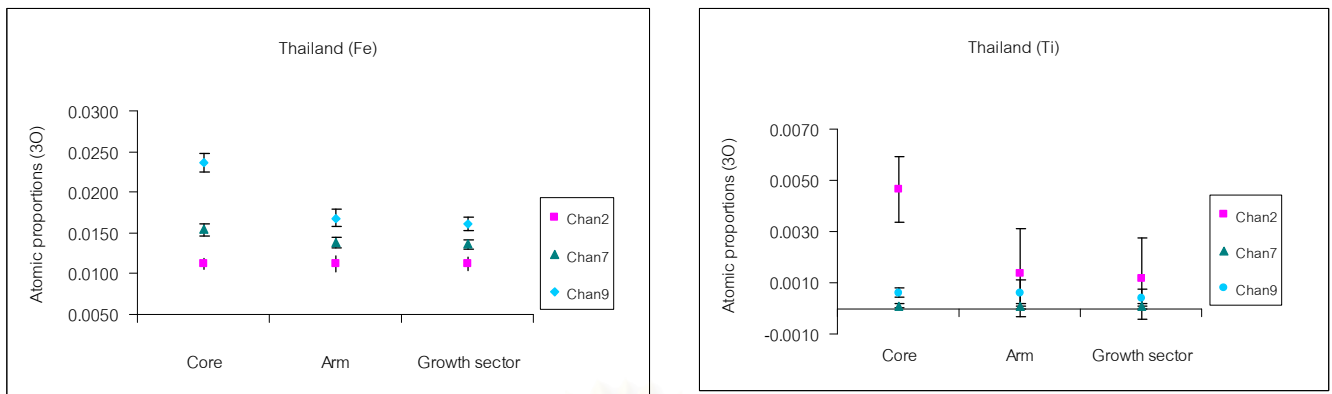 Thailand (Fe)
Atomic proportions (3O)
0.0300
0.0250
0.0200
0.0150
0.0100
0.0050
Core Arm Growth sector
Chan2
Chan7
Chan9
Thailand (Ti)
Atomic proportions (3O)
0.0070
0.0050
0.0030
0.0010
-0.0010
Core Arm Growth sector
Chan2
Chan7
Chan9